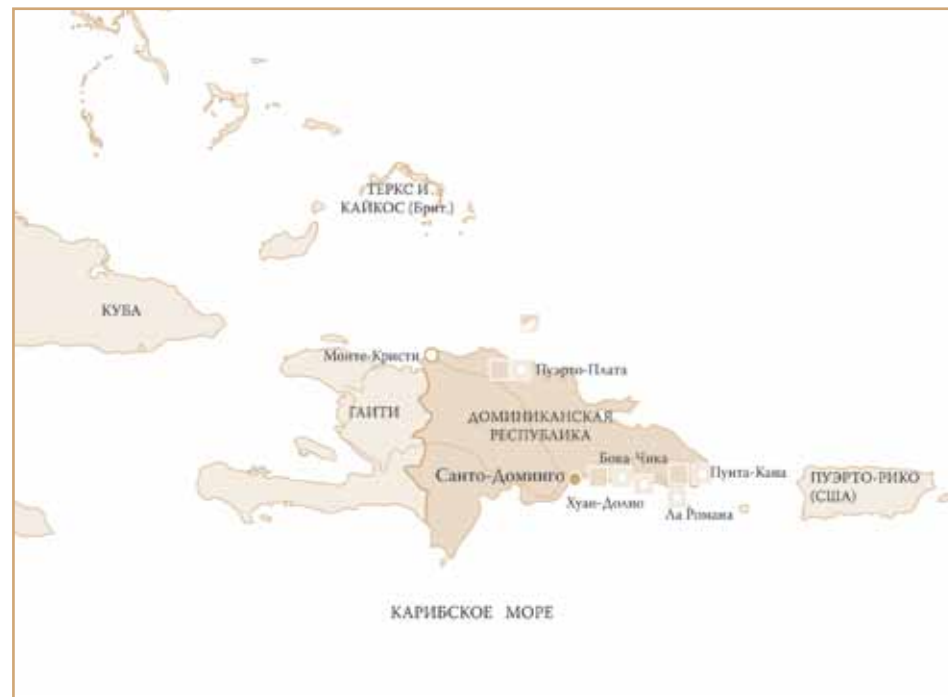 ТЕРКС И
КАЙКОС (Брит.)
КУБА
Монте-Кристи
Пуэрто-Плата
ГАИТИ
ДОМИНИКАНСКАЯ
РЕСПУБЛИКА
Бока-Чика
Санто-Доминго
Пунта-Кана
ПУЭРТО-РИКО
(США)
Хуан-Долио
Ла Романа
КАРИБСКОЕ МОРЕ